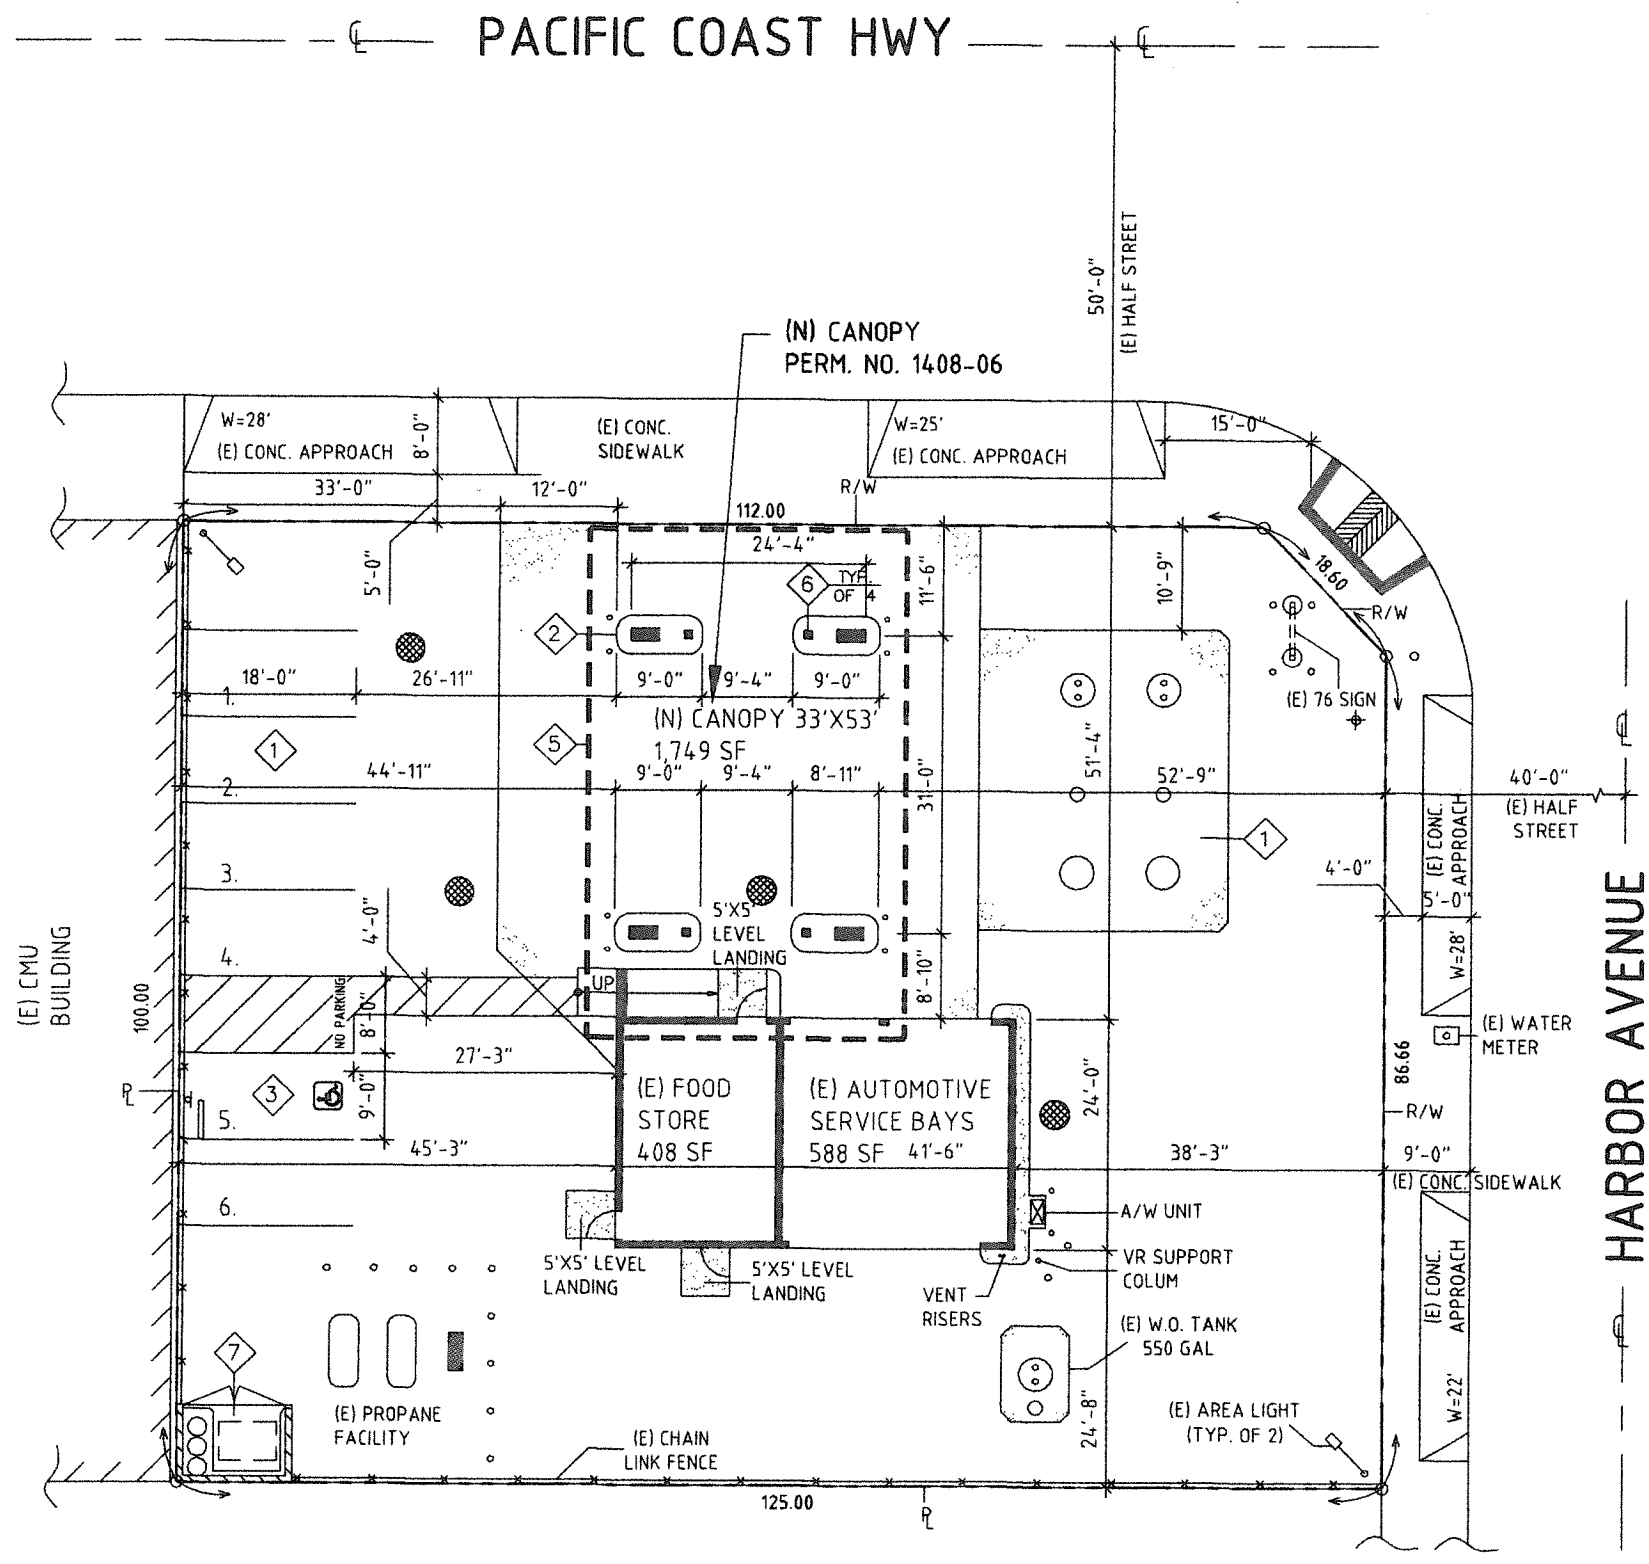 PACIFIC COAST HWY
50'-0"
(E) HALF STREET
(N) CANOPY
PERM. NO. 1408-06
W=28'
(E) CONC. APPROACH
8'-0"
(E) CONC.
SIDEWALK
W=25'
(E) CONC. APPROACH
15'-0"
33'-0"
12'-0"
R/W
112.00
24'-4"
5'-0"
6
TYP.
OF 4
11'-6"
10'-9"
18.60
R/W
2
18'-0"
26'-11"
9'-0"
9'-4"
9'-0"
1.
(E) 76 SIGN
(N) CANOPY 33'X53'
1,749 SF
1
5
44'-11"
9'-0"
9'-4"
8'-11"
31'-0"
51'-4"
52'-9"
40'-0"
(E) HALF
STREET
2.
1
(E) CONC.
APPROACH
4'-0"
5'-0"
W=28'
3.
4'-0"
5'X5'
LEVEL
LANDING
4.
UP
8'-10"
(E) CMU
BUILDING
100.00
NO PARKING
8'-0"
27'-3"
(E) WATER
METER
86.66
HARBOR AVENUE
3
9'-0"
5.
(E) FOOD
STORE
408 SF
(E) AUTOMOTIVE
SERVICE BAYS
588 SF
41'-6"
24'-0"
R/W
PL
45'-3"
38'-3"
9'-0"
(E) CONC. SIDEWALK
6.
A/W UNIT
5'X5' LEVEL
LANDING
5'X5' LEVEL
LANDING
VR SUPPORT
COLUM
VENT
RISERS
(E) CONC.
APPROACH
W=22'
(E) W.O. TANK
550 GAL
7
(E) PROPANE
FACILITY
(E) CHAIN
LINK FENCE
24'-8"
(E) AREA LIGHT
(TYP. OF 2)
125.00
PL